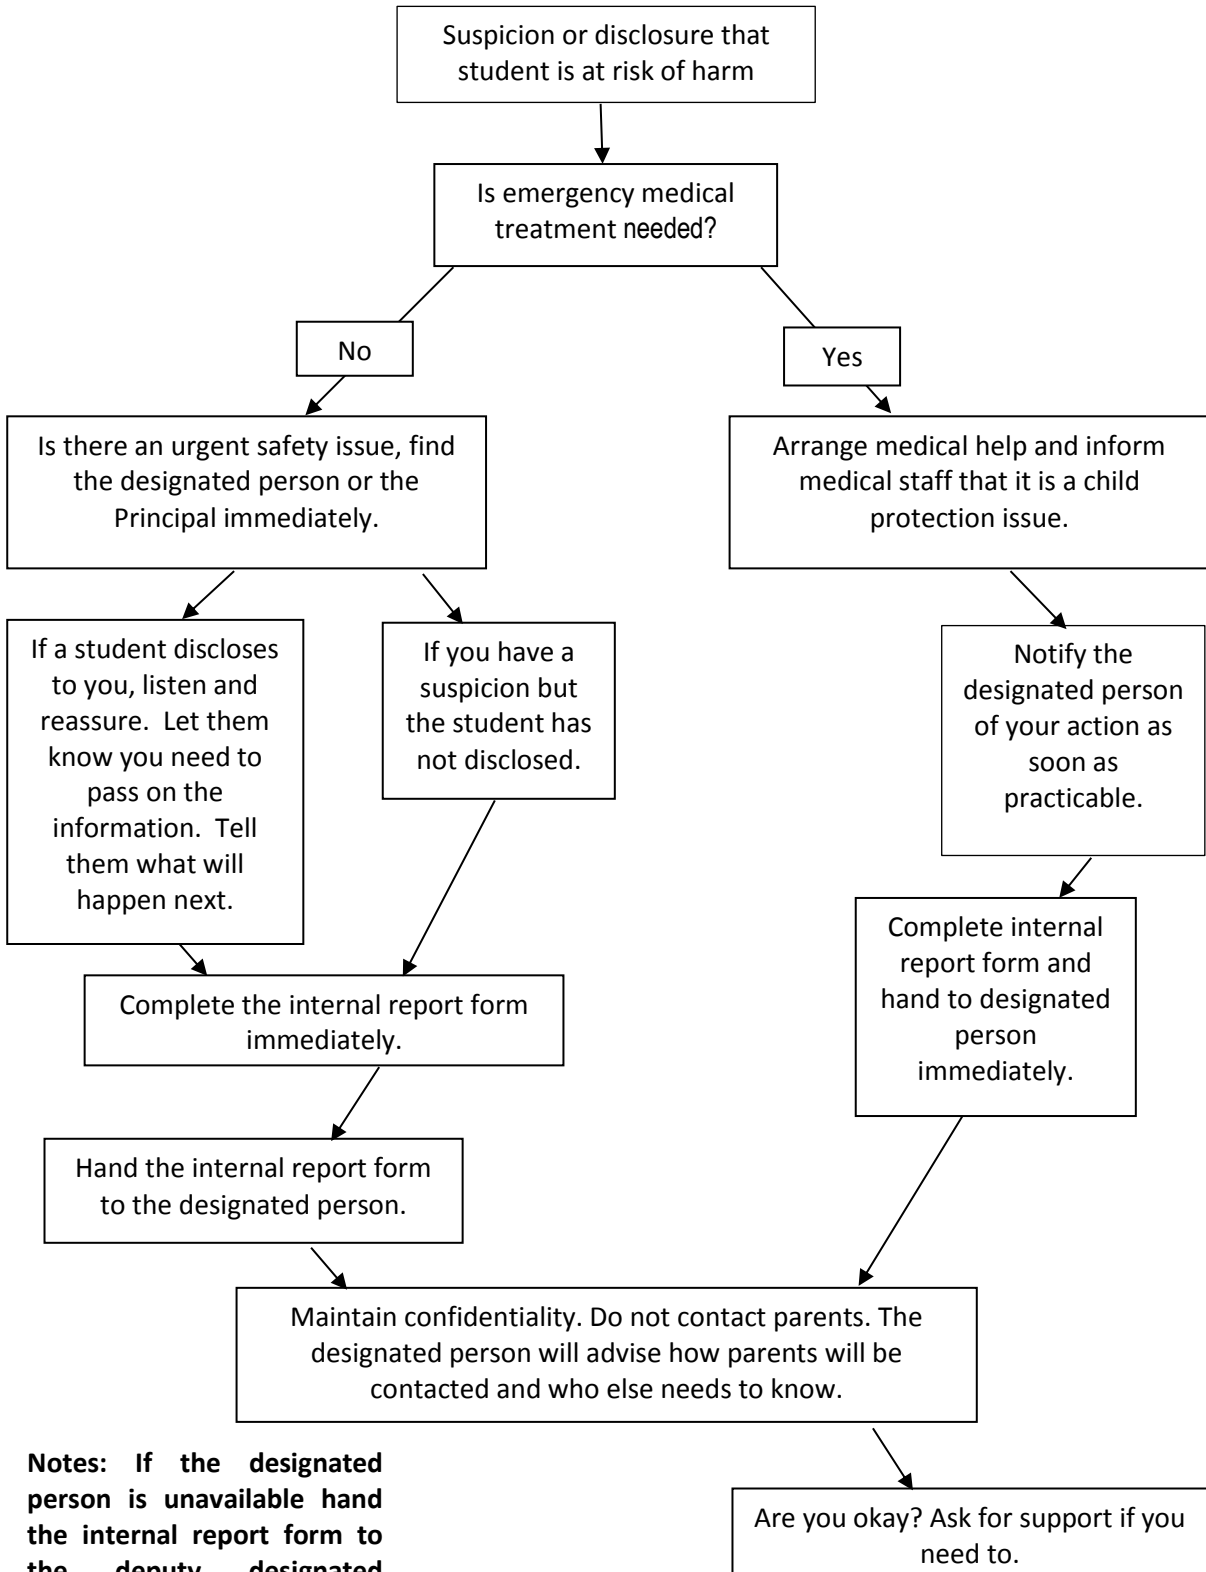 Suspicion or disclosure that
student is at risk of harm
Is emergency medical
treatment needed?
No
Yes
Is there an urgent safety issue, find
the designated person or the
Principal immediately.
Arrange medical help and inform
medical staff that it is a child
protection issue.
If a student discloses
to you, listen and
reassure. Let them
know you need to
pass on the
information. Tell
them what will
happen next.
If you have a
suspicion but
the student has
not disclosed.
Notify the
designated person
of your action as
soon as
practicable.
Complete internal
report form and
hand to designated
person
immediately.
Complete the internal report form
immediately.
Hand the internal report form
to the designated person.
Maintain confidentiality. Do not contact parents. The
designated person will advise how parents will be
contacted and who else needs to know.
Notes: If the designated
person is unavailable hand
the internal report form to
the deputy designated
Are you okay? Ask for support if you
need to.